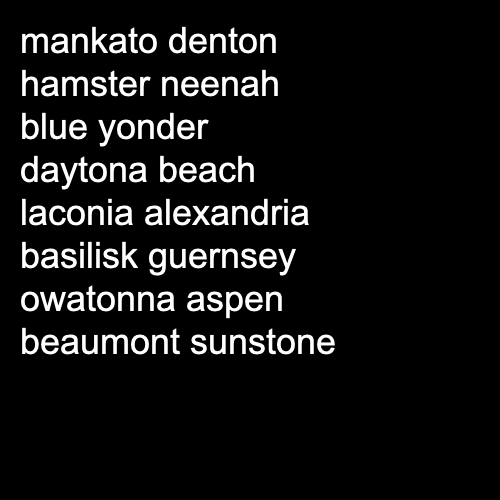 mankato denton
hamster neenah
blue yonder
daytona beach
laconia alexandria
basilisk guernsey
owatonna aspen
beaumont sunstone